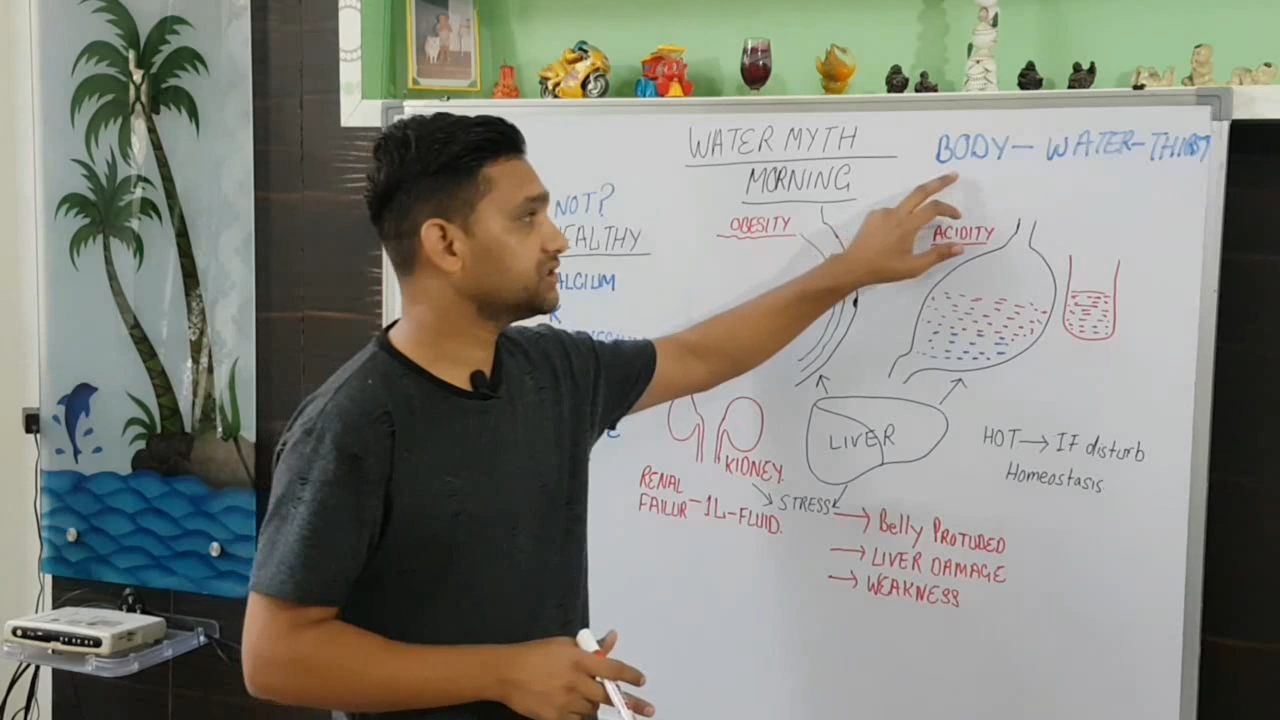 WATER MYTH
MORNING
BODY - WATER - THIRST
NOT?
EALTHY
ALCIUM
OBESITY
ACIDITY
LIVER
KIDNEY
RENAL
FAILUR - 1L - FLUID.
STRESS
HOT → IF disturb
Homeostasis
→ Belly PROTUDED
→ LIVER DAMAGE
→ WEAKNESS